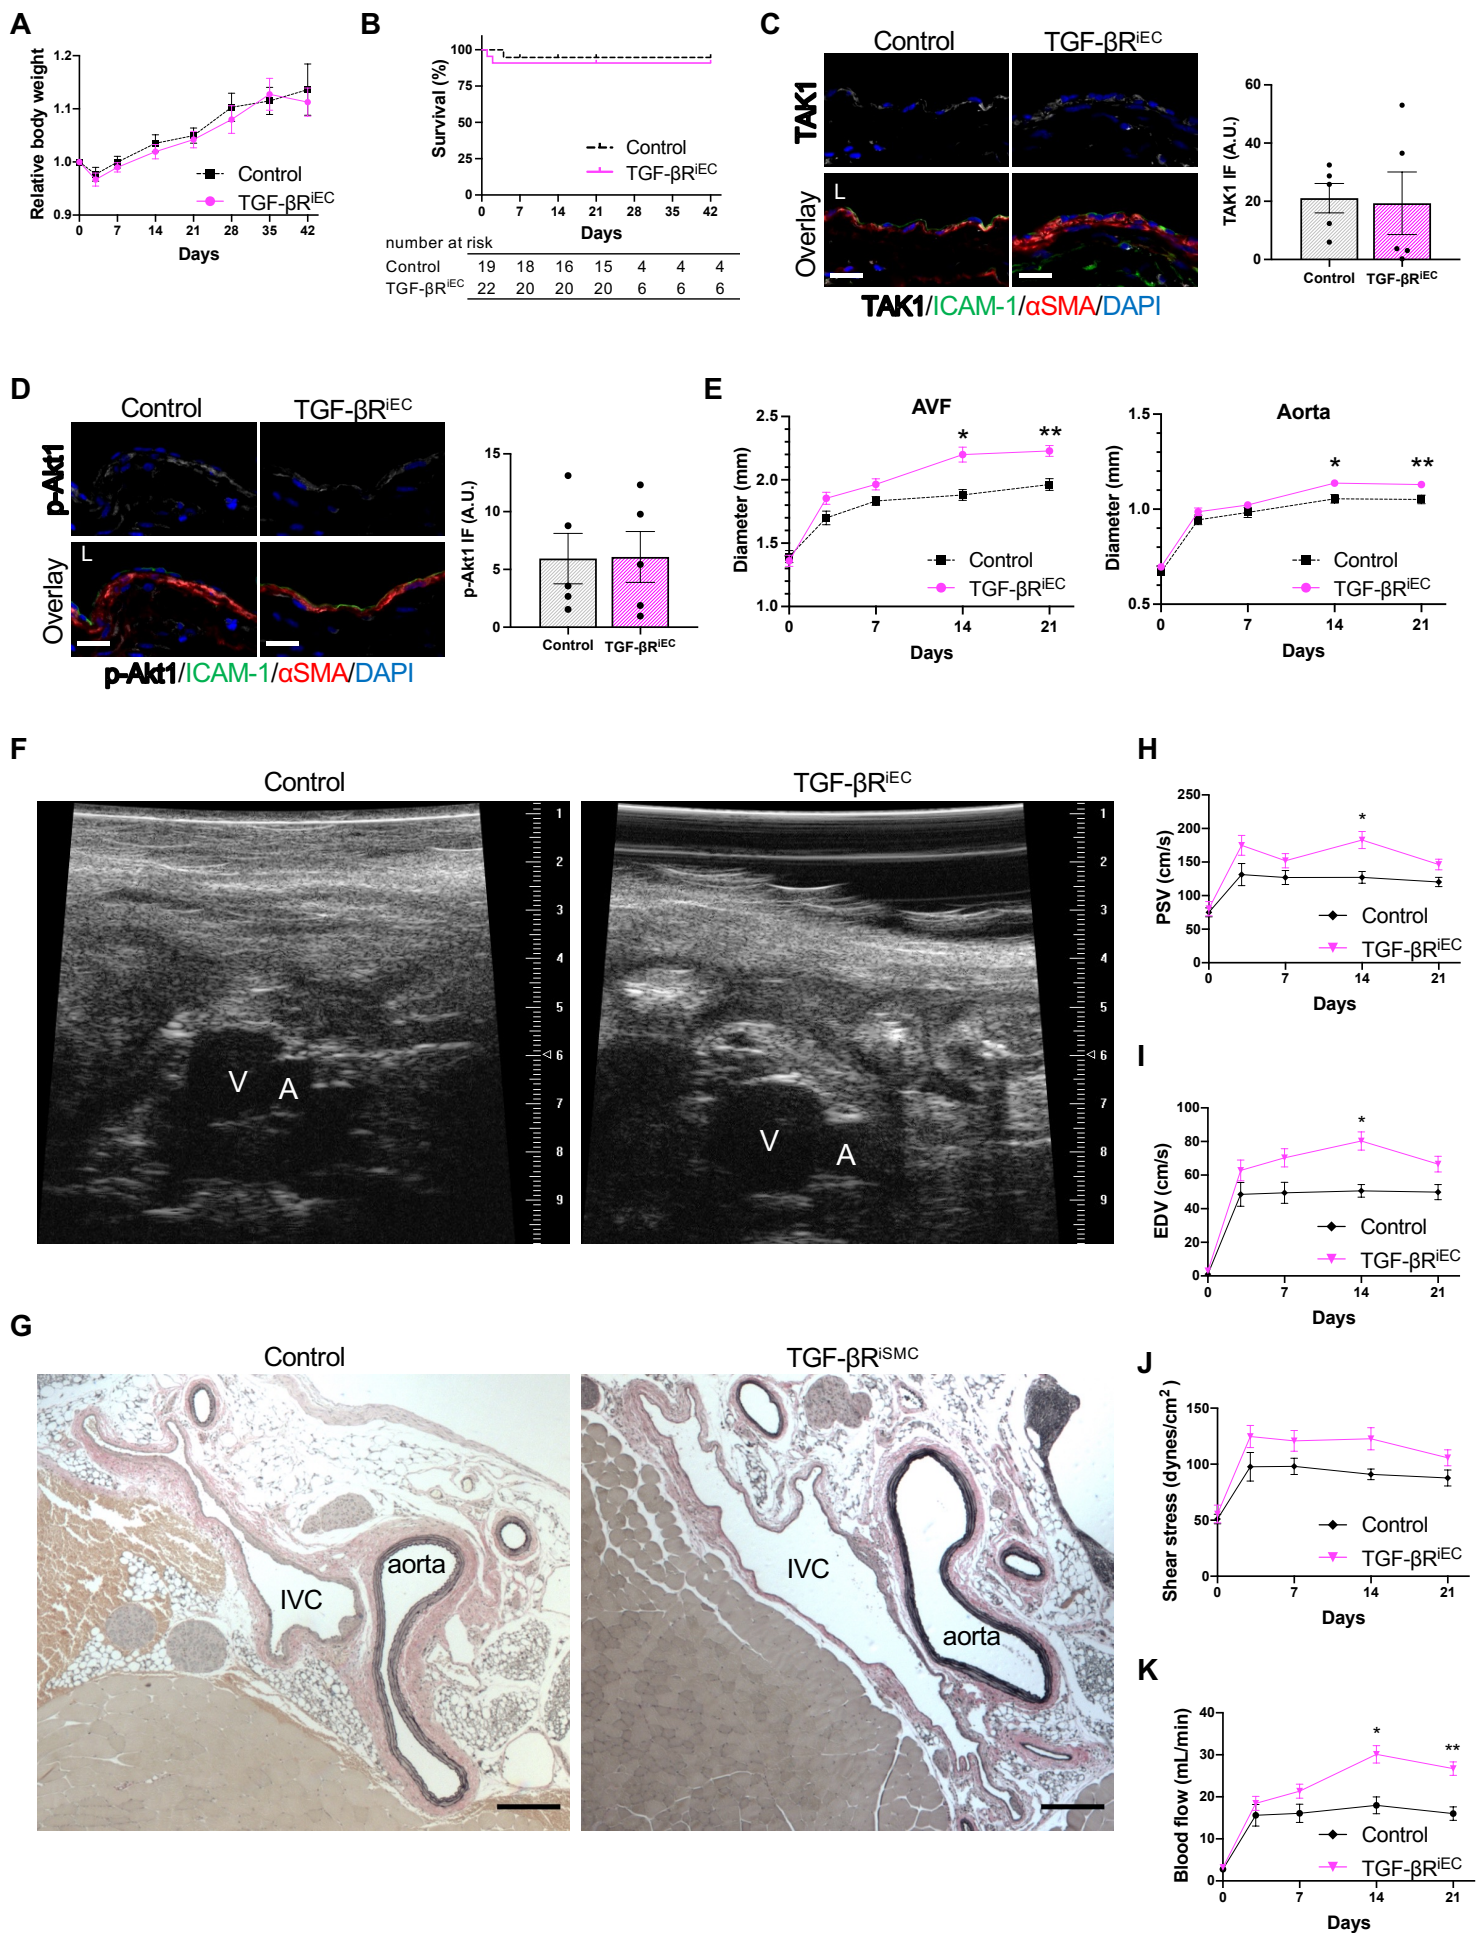 A
Relative body weight
1.2
1.1
1.0
0.9
0 7 14 21 28 35 42
Days
Control
TGF-βRiEC
B
Survival (%)
100
75
50
25
0
0 7 14 21 28 35 42
Days
Control
TGF-βRiEC
number at risk
Control 19 18 16 15 4 4 4
TGF-βRiEC 22 20 20 20 6 6 6
C
Control TGF-βRiEC
TAK1
Overlay
L
TAK1/ICAM-1/αSMA/DAPI
TAK1 IF (A.U.)
60
40
20
0
Control TGF-βRiEC
D
Control TGF-βRiEC
p-Akt1
Overlay
L
p-Akt1/ICAM-1/αSMA/DAPI
p-Akt1 IF (A.U.)
15
10
5
0
Control TGF-βRiEC
E
AVF
Diameter (mm)
2.5
2.0
1.5
1.0
* **
Control
TGF-βRiEC
0 7 14 21
Days
Aorta
Diameter (mm)
1.5
1.0
0.5
* **
Control
TGF-βRiEC
0 7 14 21
Days
F
Control TGF-βRiEC
1
2
3
4
5
6
7
8
9
V A
1
2
3
4
5
6
7
8
9
V A
G
Control TGF-βRiSMC
IVC aorta
IVC aorta
H
PSV (cm/s)
250
200
150
100
50
0
*
Control
TGF-βRiEC
0 7 14 21
Days
I
EDV (cm/s)
100
80
60
40
20
0
*
Control
TGF-βRiEC
0 7 14 21
Days
J
Shear stress (dynes/cm2)
150
100
50
0
Control
TGF-βRiEC
0 7 14 21
Days
K
Blood flow (mL/min)
40
30
20
10
0
* **
Control
TGF-βRiEC
0 7 14 21
Days